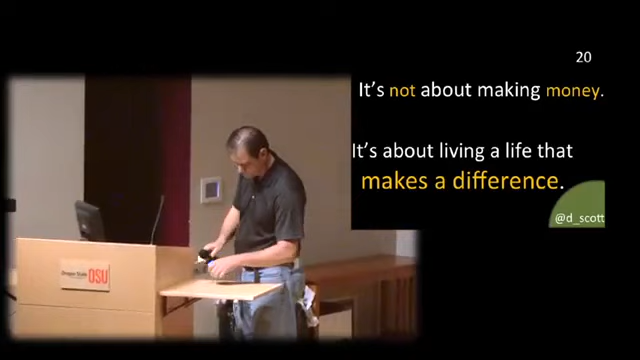 20
It's not about making money.
It's about living a life that
makes a difference.
@d_scott
Oregon State
OSU